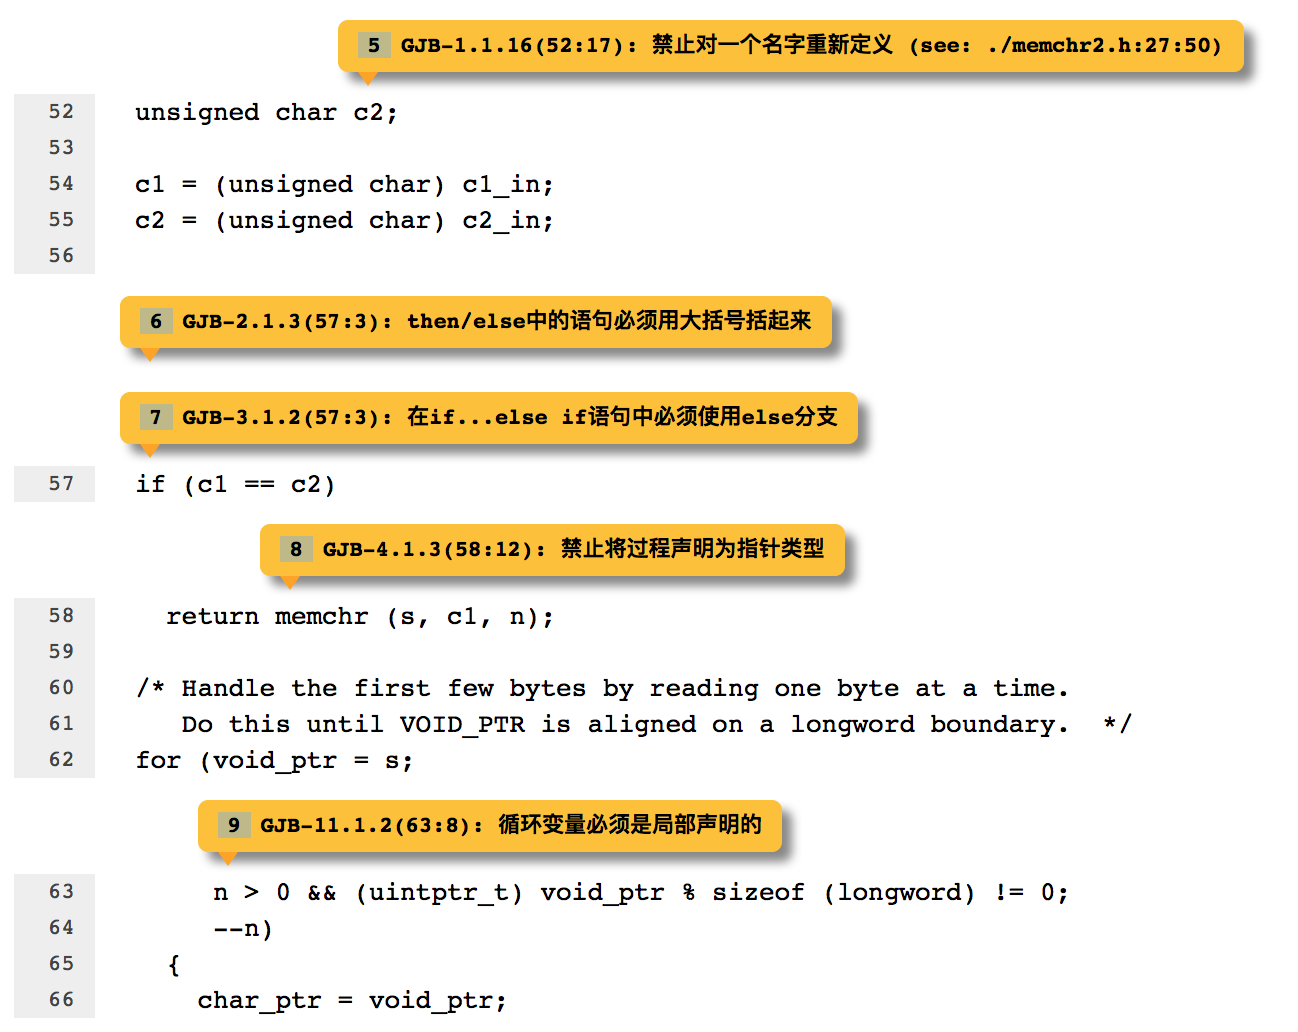 5 GJB-1.1.16(52:17): 禁止对一个名字重新定义 (see: ./memchr2.h:27:50)
52 unsigned char c2;
53
54 c1 = (unsigned char) c1_in;
55 c2 = (unsigned char) c2_in;
56
6 GJB-2.1.3(57:3): then/else中的语句必须用大括号括起来
7 GJB-3.1.2(57:3): 在if...else if语句中必须使用else分支
57 if (c1 == c2)
8 GJB-4.1.3(58:12): 禁止将过程声明为指针类型
58 return memchr (s, c1, n);
59
60 /* Handle the first few bytes by reading one byte at a time.
61 Do this until VOID_PTR is aligned on a longword boundary. */
62 for (void_ptr = s;
9 GJB-11.1.2(63:8): 循环变量必须是局部声明的
63 n > 0 && (uintptr_t) void_ptr % sizeof (longword) != 0;
64 --n)
65 {
66 char_ptr = void_ptr;